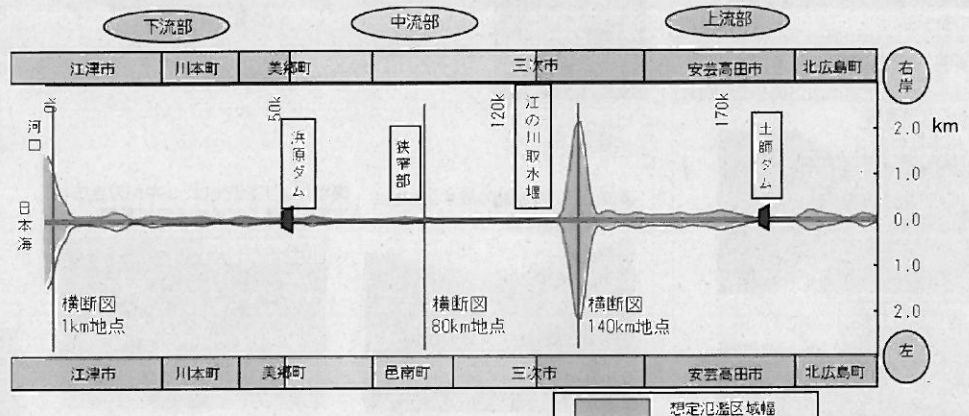 下流部 中流部 上流部
江津市 川本町 美郷町 三次市 安芸高田市 北広島町
右岸
0k 50k 120k 170k
河口
日本海
浜原ダム
狭窄部
江の川取水堰
土師ダム
2.0 km
1.0
0.0
1.0
2.0
横断図 横断図 横断図
1km地点 80km地点 140km地点
左
江津市 川本町 美郷町 邑南町 三次市 安芸高田市 北広島町
想定氾濫区域幅